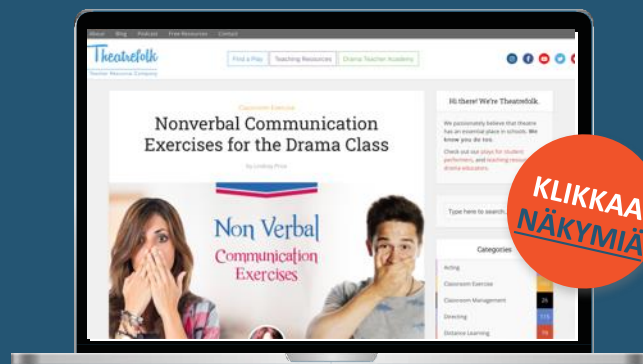 About Blog Podcast Free Resources Contact
Theatrefolk
Find a Play Teaching Resources Drama Teacher Academy
Classroom Exercise
Nonverbal Communication
Exercises for the Drama Class
by Lindsay Price
Non Verbal
Communication
Exercises
Hi there! We're Theatrefolk.
We passionately believe that theatre
has an essential place in schools. We
know you do too.
Check out our plays for student
performers, and teaching resources
drama educators.
Type here to search..
Categories
Acting
Classroom Exercise
Classroom Management 26
Directing
Distance Learning
KLIKKAA
NÄKYMIÄ